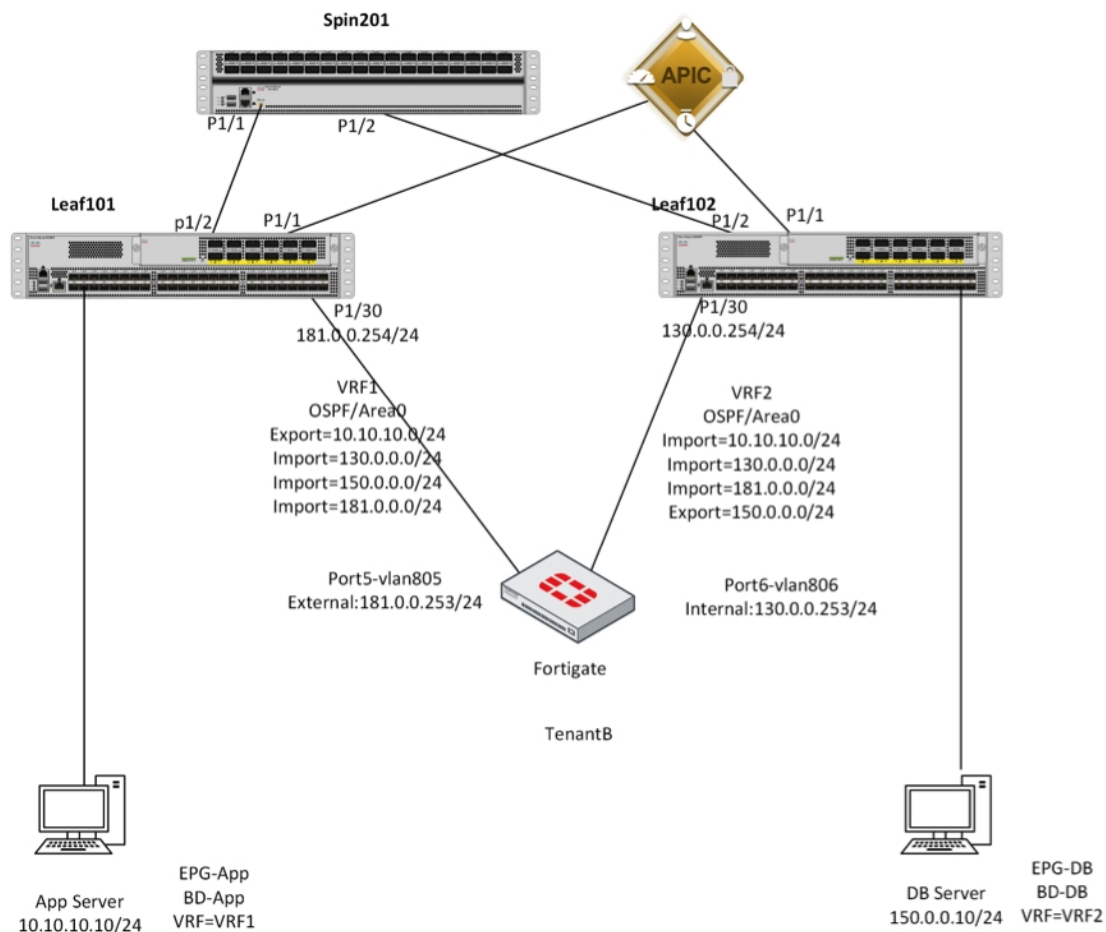 Spin201
APIC
P1/1
P1/2
Leaf101
p1/2
P1/1
Leaf102
P1/2
P1/1
P1/30
181.0.0.254/24
P1/30
130.0.0.254/24
VRF1
OSPF/Area0
Export=10.10.10.0/24
Import=130.0.0.0/24
Import=150.0.0.0/24
Import=181.0.0.0/24
VRF2
OSPF/Area0
Import=10.10.10.0/24
Import=130.0.0.0/24
Import=181.0.0.0/24
Export=150.0.0.0/24
Port5-vlan805
External:181.0.0.253/24
Port6-vlan806
Internal:130.0.0.253/24
Fortigate
TenantB
App Server
10.10.10.10/24
EPG-App
BD-App
VRF=VRF1
DB Server
150.0.0.10/24
EPG-DB
BD-DB
VRF=VRF2